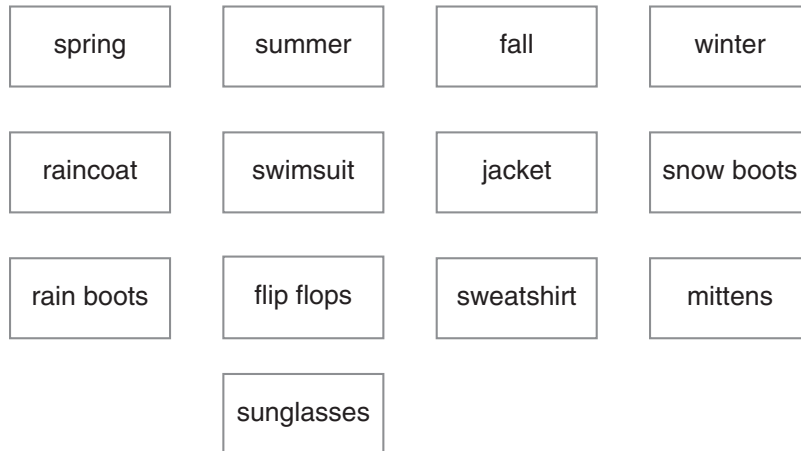 spring summer fall winter
raincoat swimsuit jacket snow boots
rain boots flip flops sweatshirt mittens
sunglasses